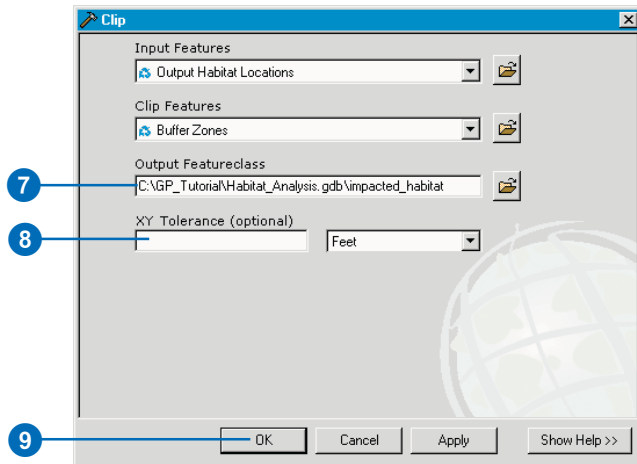 Clip
Input Features
Output Habitat Locations
Clip Features
Buffer Zones
Output Featureclass
7
C:\GP_Tutorial\Habitat_Analysis.gdb\impacted_habitat
XY Tolerance (optional)
8
Feet
9
OK
Cancel
Apply
Show Help >>